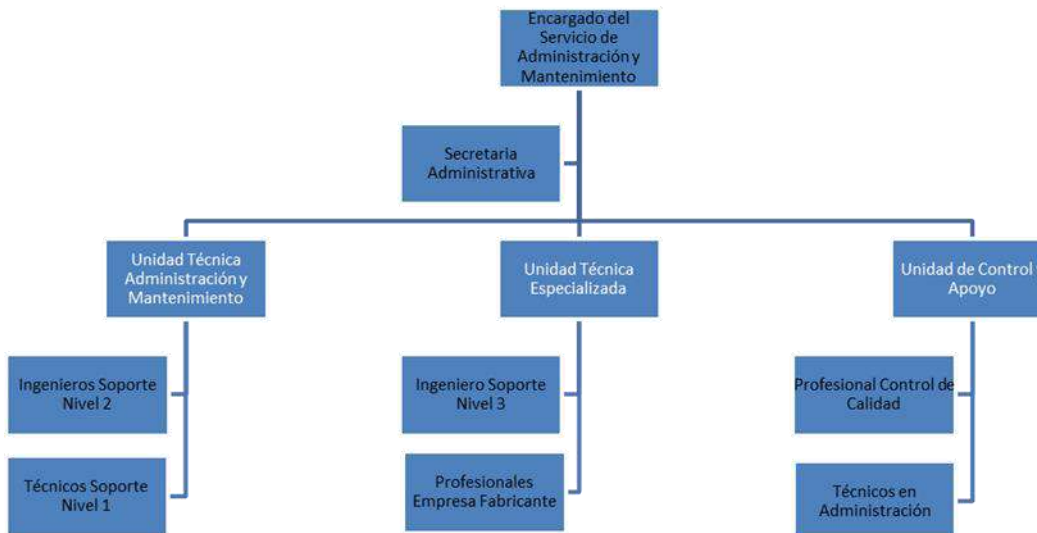 Encargado del
Servicio de
Administración y
Mantenimiento
Secretaria
Administrativa
Unidad Técnica
Administración y
Mantenimiento
Unidad Técnica
Especializada
Unidad de Control
Apoyo
Ingenieros Soporte
Nivel 2
Ingeniero Soporte
Nivel 3
Profesional Control de
Calidad
Técnicos Soporte
Nivel 1
Profesionales
Empresa Fabricante
Técnicos en
Administración